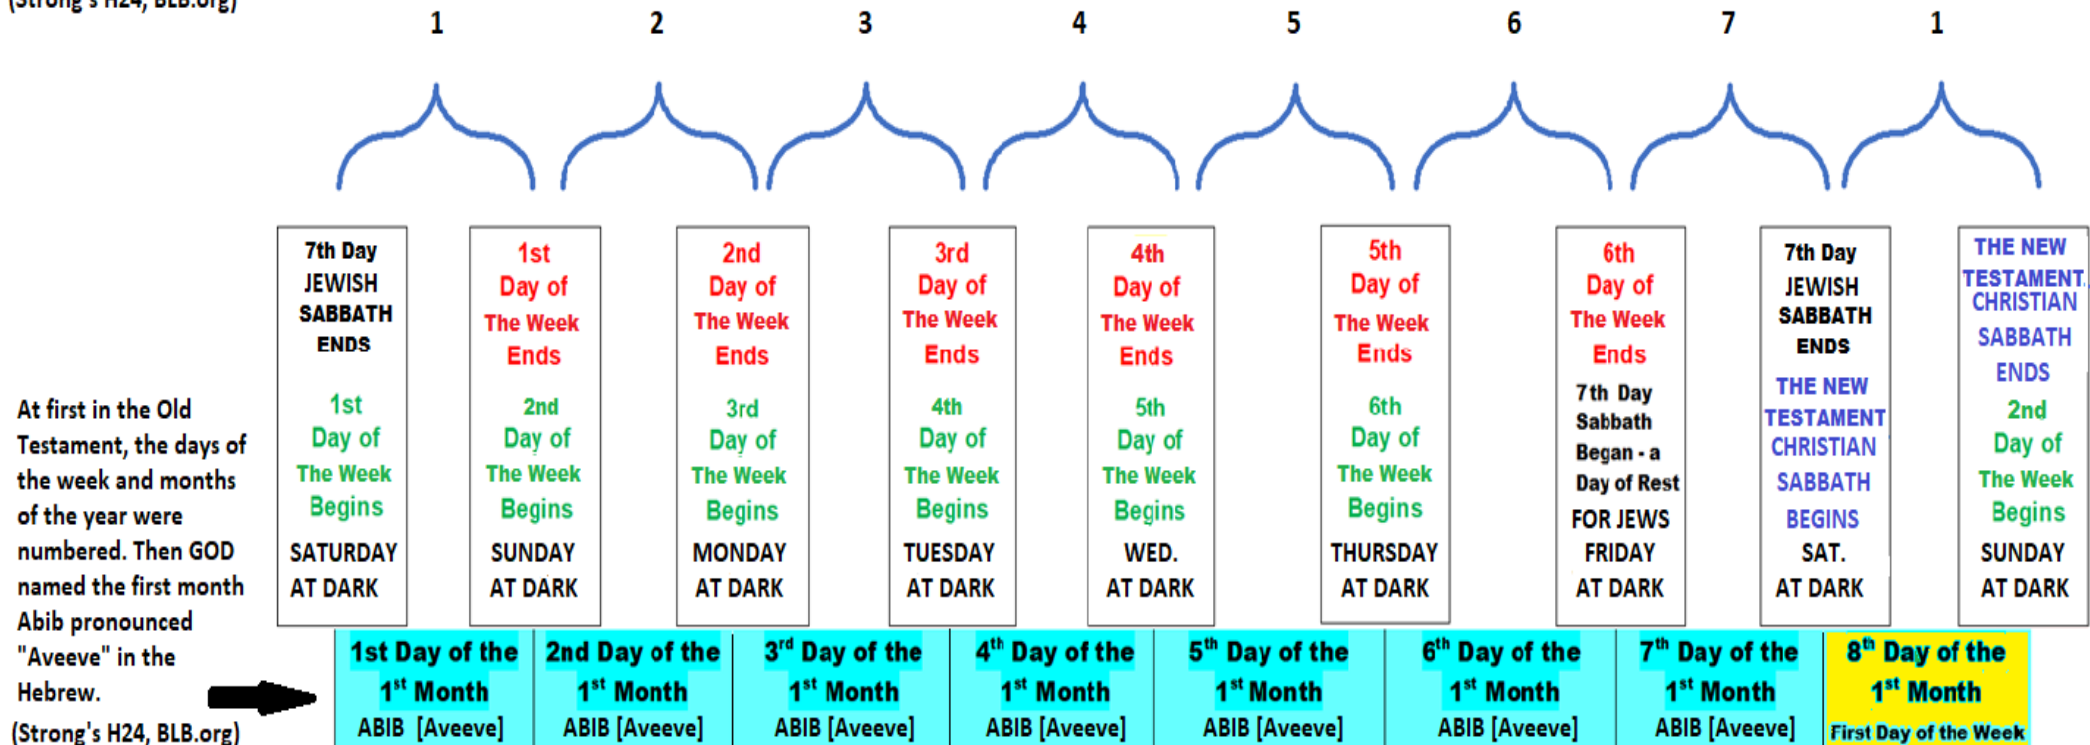 (Strong's H24, BLB.org)
1 2 3 4 5 6 7 1
7th Day
JEWISH
SABBATH
ENDS
1st
Day of
The Week
Begins
SATURDAY
AT DARK
1st
Day of
The Week
Ends
2nd
Day of
The Week
Begins
SUNDAY
AT DARK
2nd
Day of
The Week
Ends
3rd
Day of
The Week
Begins
MONDAY
AT DARK
3rd
Day of
The Week
Ends
4th
Day of
The Week
Begins
TUESDAY
AT DARK
4th
Day of
The Week
Ends
5th
Day of
The Week
Begins
WED.
AT DARK
5th
Day of
The Week
Ends
6th
Day of
The Week
Begins
THURSDAY
AT DARK
6th
Day of
The Week
Ends
7th Day
Sabbath
Began - a
Day of Rest
FOR JEWS
FRIDAY
AT DARK
7th Day
JEWISH
SABBATH
ENDS
THE NEW
TESTAMENT
CHRISTIAN
SABBATH
BEGINS
SAT.
AT DARK
THE NEW
TESTAMENT.
CHRISTIAN
SABBATH
ENDS
2nd
Day of
The Week
Begins
SUNDAY
AT DARK
At first in the Old
Testament, the days of
the week and months
of the year were
numbered. Then GOD
named the first month
Abib pronounced
"Aveeve" in the
Hebrew.
(Strong's H24, BLB.org)
1st Day of the
1st Month
ABIB [Aveeve]
2nd Day of the
1st Month
ABIB [Aveeve]
3rd Day of the
1st Month
ABIB [Aveeve]
4th Day of the
1st Month
ABIB [Aveeve]
5th Day of the
1st Month
ABIB [Aveeve]
6th Day of the
1st Month
ABIB [Aveeve]
7th Day of the
1st Month
ABIB [Aveeve]
8th Day of the
1st Month
First Day of the Week